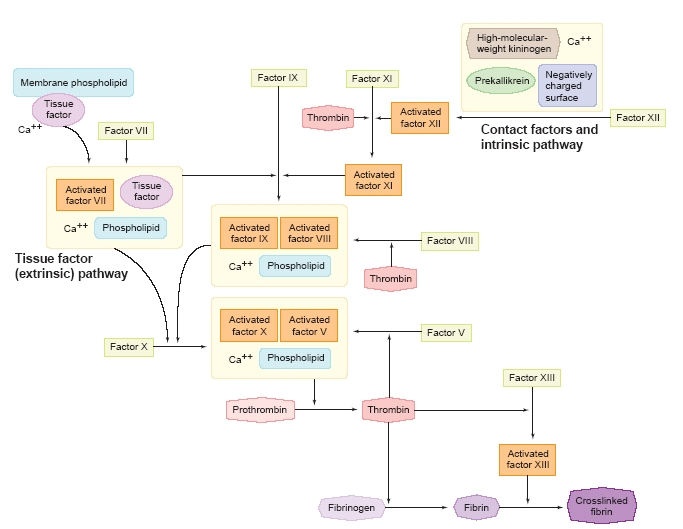 High-molecular-
weight kininogen
Ca++
Prekallikrein
Negatively
charged
surface
Factor IX
Factor XI
Memrane phospholipid
Tissue
factor
Ca++
Factor VII
Thrombin
Activated
factor XII
Factor XII
Contact factors and
intrinsic pathway
Activated
factor XI
Activated
factor VII
Tissue
factor
Ca++
Phospholipid
Tissue factor
(extrinsic) pathway
Activated
factor IX
Activated
factor VIII
Ca++
Phospholipid
Factor VIII
Thrombin
Factor X
Activated
factor X
Activated
factor V
Ca++
Phospholipid
Factor V
Factor XIII
Prothrombin
Thrombin
Activated
factor XIII
Fibrinogen
Fibrin
Crosslinked
fibrin